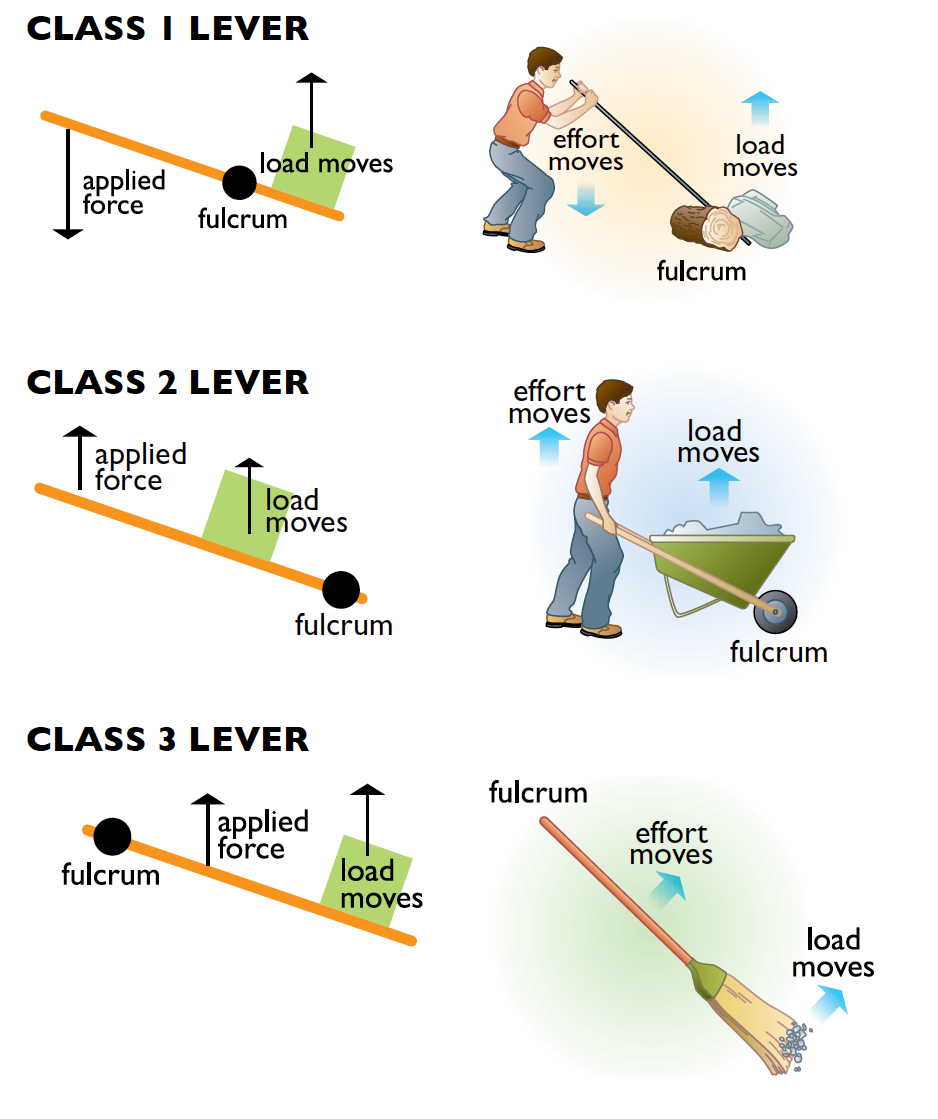 CLASS 1 LEVER
applied
force
fulcrum
load moves
effort
moves
load
moves
fulcrum
CLASS 2 LEVER
applied
force
load
moves
fulcrum
effort
moves
load
moves
fulcrum
CLASS 3 LEVER
fulcrum
applied
force
load
moves
fulcrum
effort
moves
load
moves